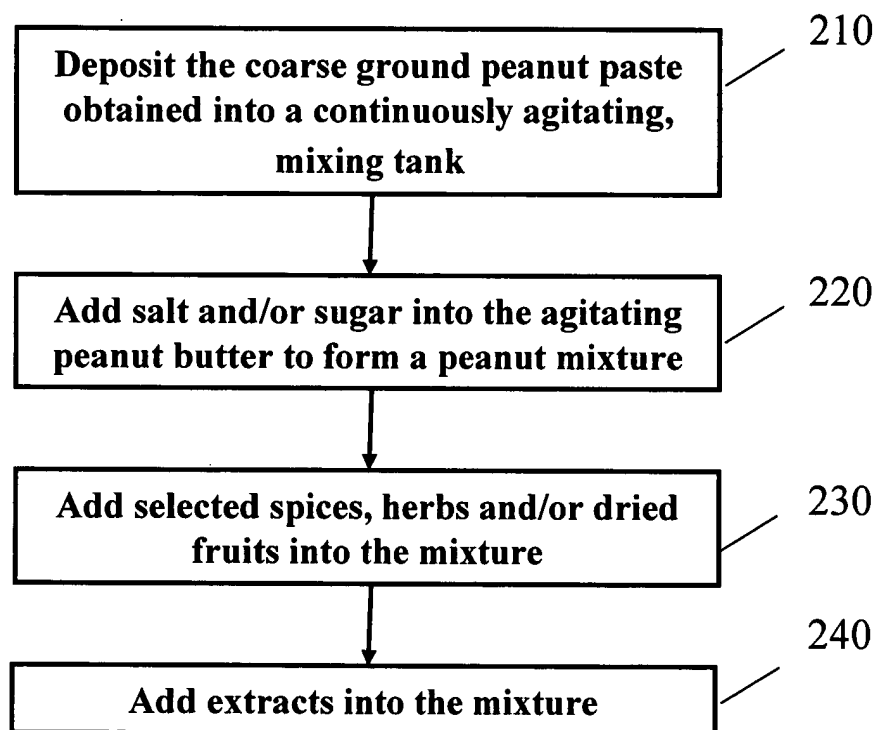 210
Deposit the coarse ground peanut paste
obtained into a continuously agitating,
mixing tank
220
Add salt and/or sugar into the agitating
peanut butter to form a peanut mixture
230
Add selected spices, herbs and/or dried
fruits into the mixture
240
Add extracts into the mixture